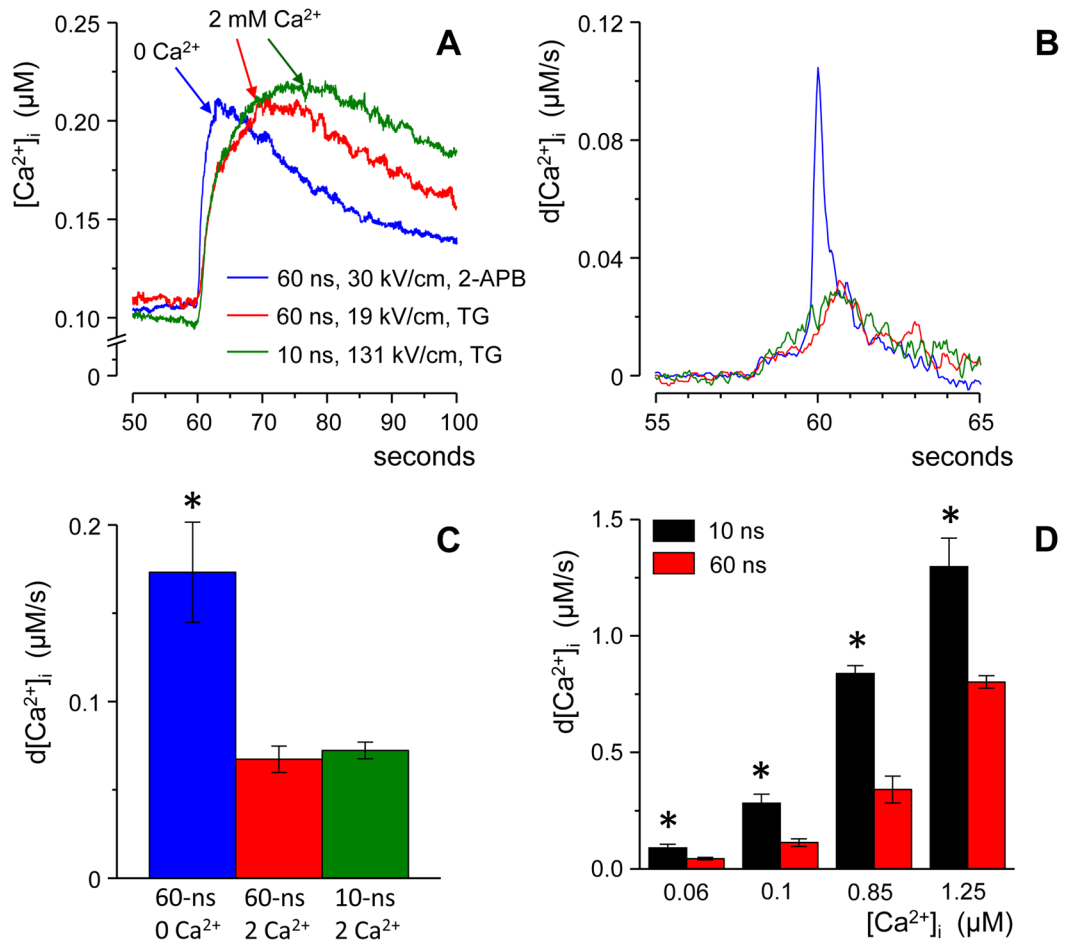 A
[Ca²⁺]ᵢ (µM)
0.25
0.20
0.15
0.10
0
0 Ca²⁺
2 mM Ca²⁺
60 ns, 30 kV/cm, 2-APB
60 ns, 19 kV/cm, TG
10 ns, 131 kV/cm, TG
50 60 70 80 90 100
seconds
B
d[Ca²⁺]ᵢ (µM/s)
0.12
0.08
0.04
0
55 60 65
seconds
C
d[Ca²⁺]ᵢ (µM/s)
0.2
0.1
0
*
60-ns 60-ns 10-ns
0 Ca²⁺ 2 Ca²⁺ 2 Ca²⁺
D
d[Ca²⁺]ᵢ (µM/s)
1.5
1.0
0.5
0.0
10 ns
60 ns
* * * *
0.06 0.1 0.85 1.25
[Ca²⁺]ᵢ (µM)